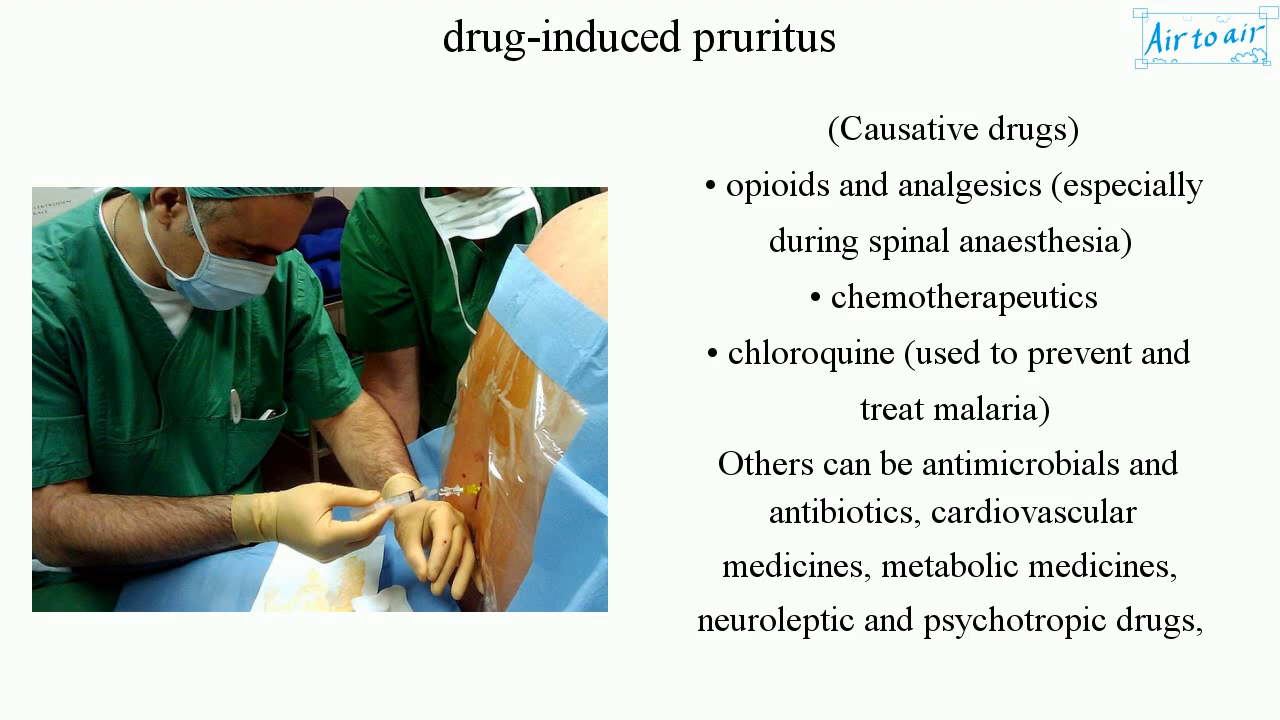 drug-induced pruritus
Air to air
(Causative drugs)
• opioids and analgesics (especially
during spinal anaesthesia)
• chemotherapeutics
• chloroquine (used to prevent and
treat malaria)
Others can be antimicrobials and
antibiotics, cardiovascular
medicines, metabolic medicines,
neuroleptic and psychotropic drugs,